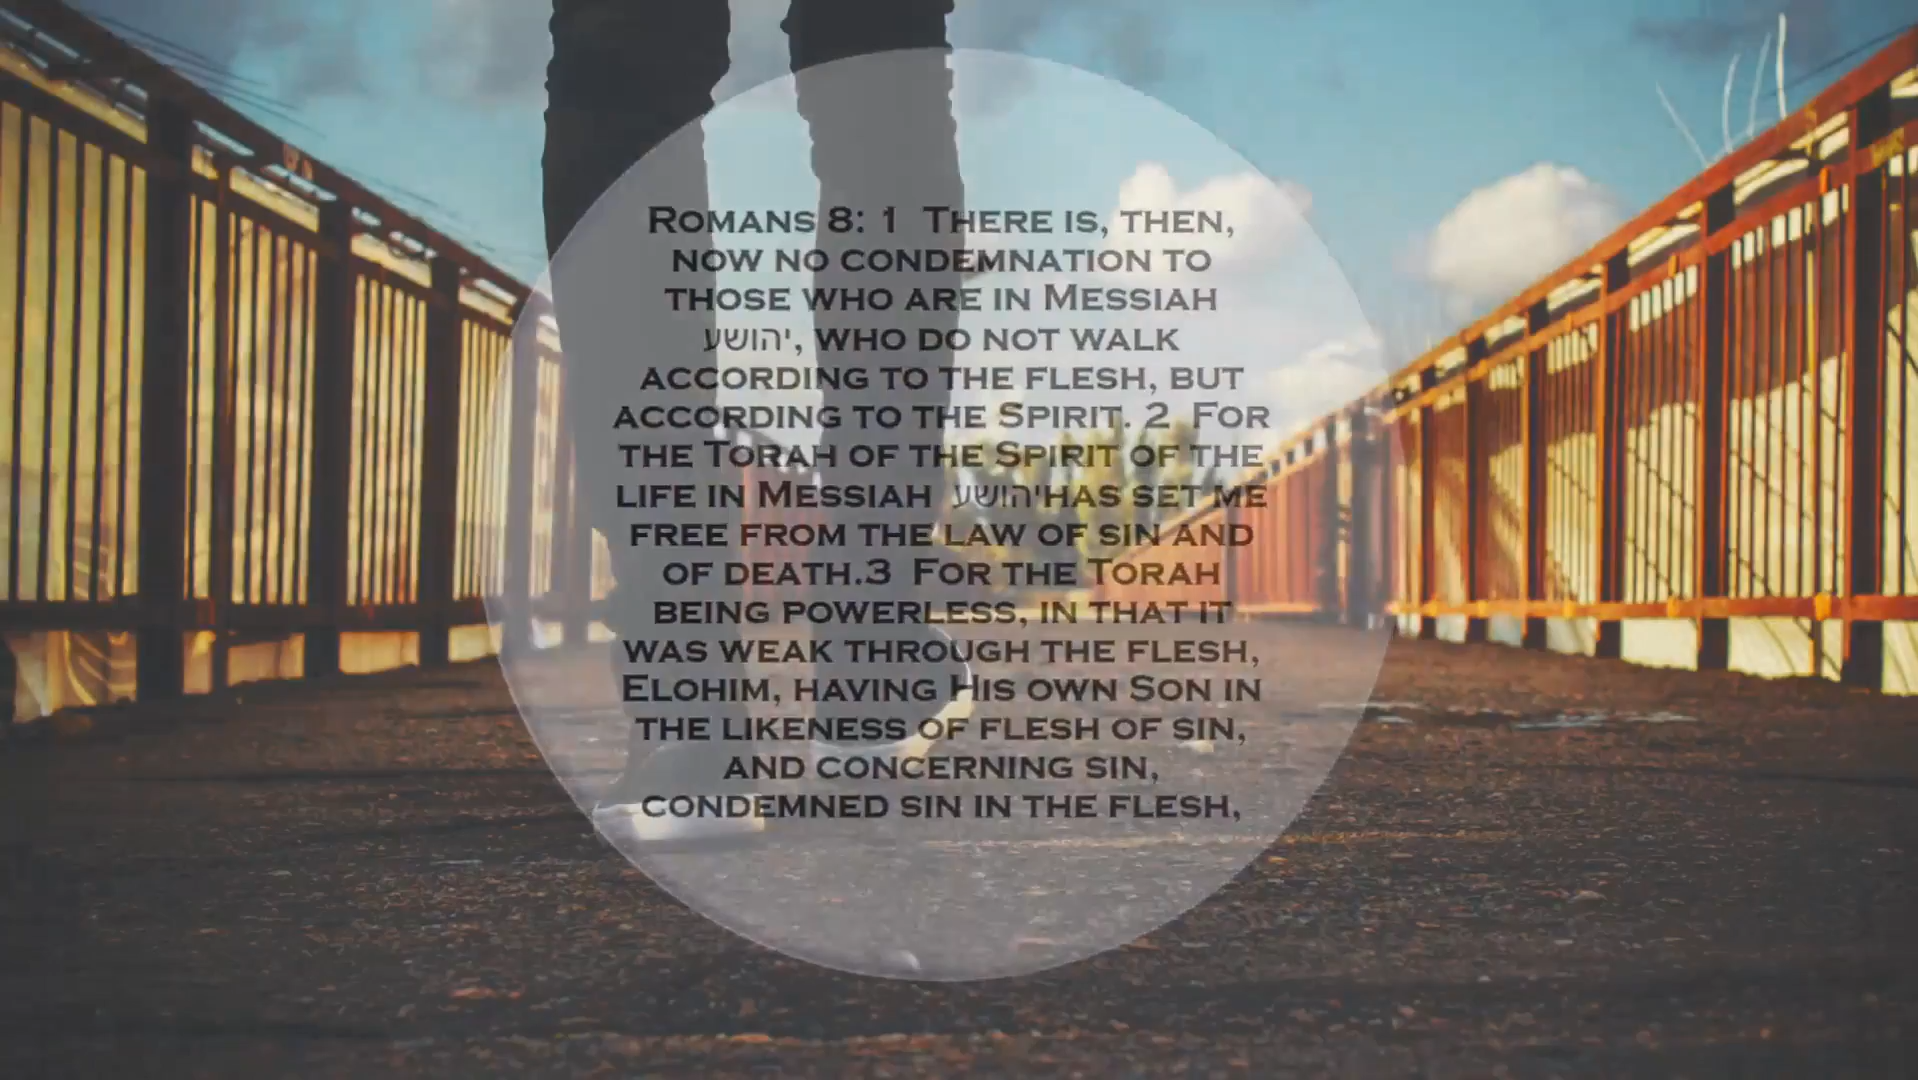 Romans 8: 1 There is, then,
now no condemnation to
those who are in Messiah
יהושע, who do not walk
according to the flesh, but
according to the Spirit. 2 For
the Torah of the Spirit of the
life in Messiah יהושע has set me
free from the law of sin and
of death.3 For the Torah
being powerless, in that it
was weak through the flesh,
Elohim, having His own Son in
the likeness of flesh of sin,
and concerning sin,
condemned sin in the flesh,